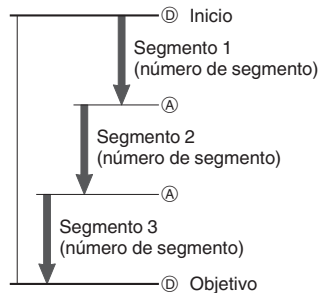 Ⓓ Inicio
Segmento 1
(número de segmento)
Ⓐ
Segmento 2
(número de segmento)
Ⓐ
Segmento 3
(número de segmento)
Ⓓ Objetivo